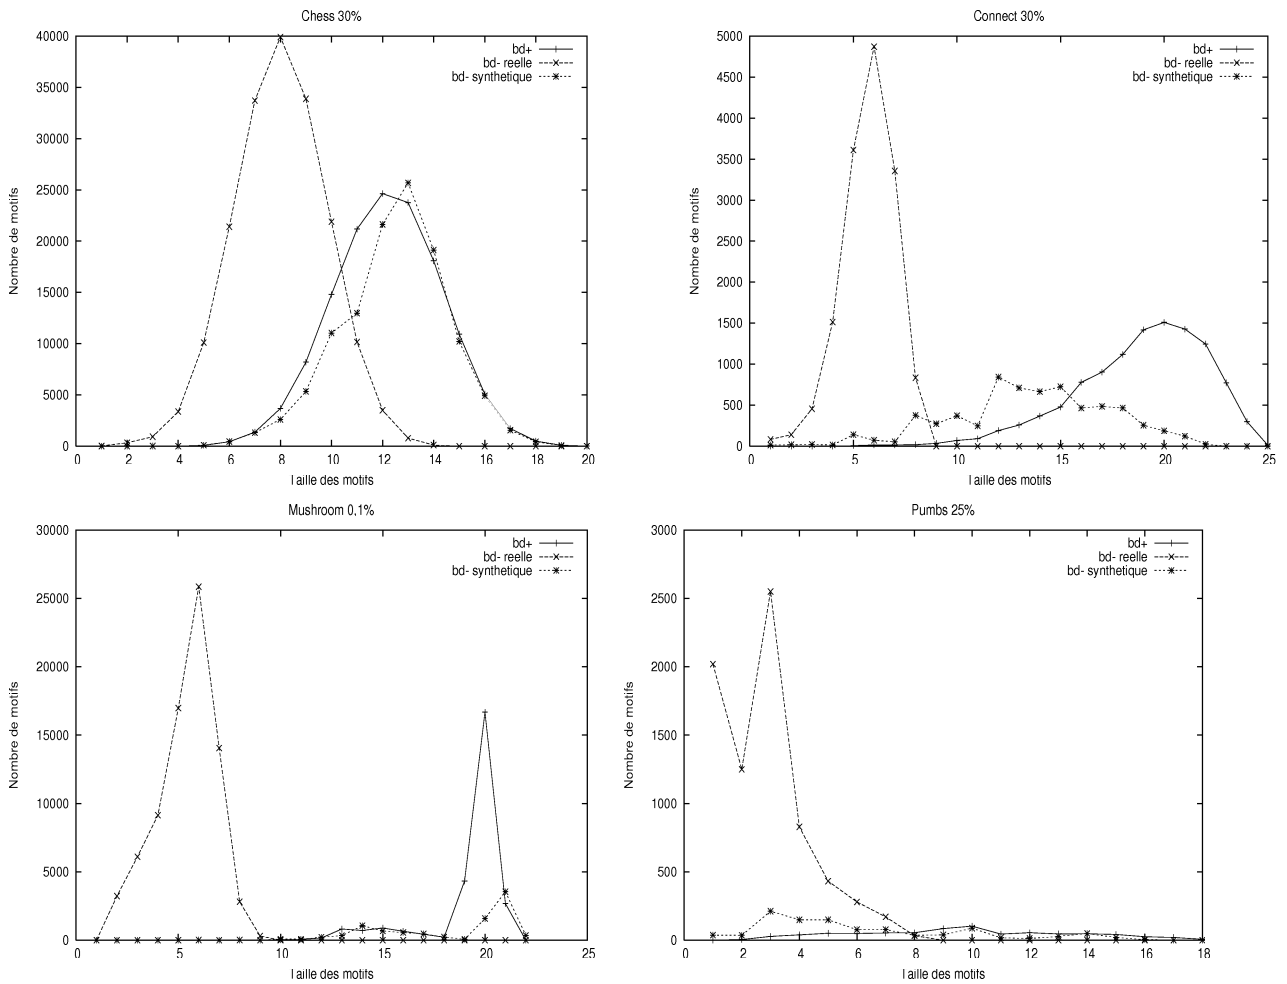 Chess 30%
40000
35000
30000
25000
20000
15000
10000
5000
0
Nombre de motifs
bd+
bd- reelle
bd- synthetique
0 2 4 6 8 10 12 14 16 18 20
Taille des motifs
Connect 30%
5000
4500
4000
3500
3000
2500
2000
1500
1000
500
0
Nombre de motifs
bd+
bd- reelle
bd- synthetique
0 5 10 15 20 25
Taille des motifs
Mushroom 0,1%
30000
25000
20000
15000
10000
5000
0
Nombre de motifs
bd+
bd- reelle
bd- synthetique
0 5 10 15 20 25
Taille des motifs
Pumbs 25%
3000
2500
2000
1500
1000
500
0
Nombre de motifs
bd+
bd- reelle
bd- synthetique
0 2 4 6 8 10 12 14 16 18
Taille des motifs